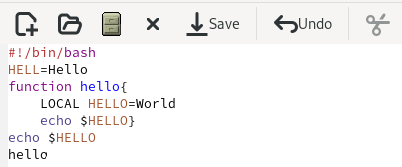 Save Undo
#!/bin/bash
HELL=Hello
function hello{
    LOCAL HELLO=World
    echo $HELLO}
echo $HELLO
hello